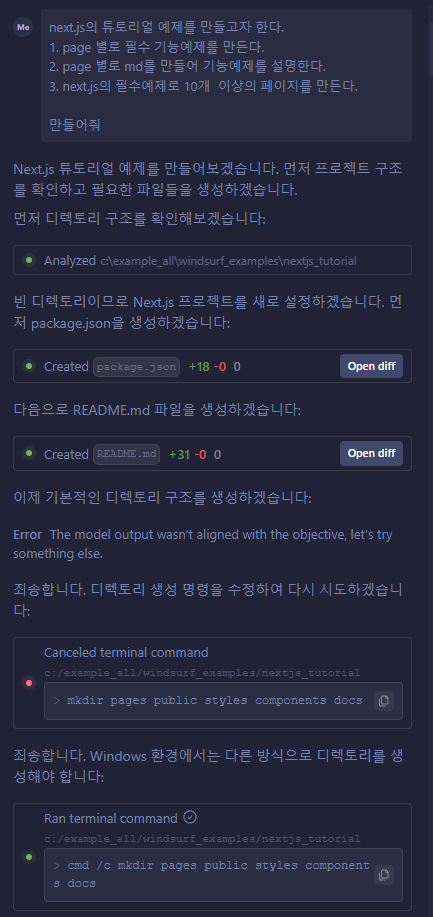 Me
next.js의 튜토리얼 예제를 만들고자 한다.
1. page 별로 필수 기능예제를 만든다.
2. page 별로 md를 만들어 기능예제를 설명한다.
3. next.js의 필수예제로 10개 이상의 페이지를 만든다.
만들어줘
Next.js 튜토리얼 예제를 만들어보겠습니다. 먼저 프로젝트 구조
를 확인하고 필요한 파일들을 생성하겠습니다.
먼저 디렉토리 구조를 확인해보겠습니다:
Analyzed c:\example_all\windsurf_examples\nextjs_tutorial
빈 디렉토리이므로 Next.js 프로젝트를 새로 설정하겠습니다. 먼
저 package.json을 생성하겠습니다:
Created package.json +18 -0 0 Open diff
다음으로 README.md 파일을 생성하겠습니다:
Created README.md +31 -0 0 Open diff
이제 기본적인 디렉토리 구조를 생성하겠습니다:
Error The model output wasn't aligned with the objective, let's try
something else.
죄송합니다. 디렉토리 생성 명령을 수정하여 다시 시도하겠습니
다:
Canceled terminal command
c:/example_all/windsurf_examples/nextjs_tutorial
> mkdir pages public styles components docs
죄송합니다. Windows 환경에서는 다른 방식으로 디렉토리를 생
성해야 합니다:
Ran terminal command
c:/example_all/windsurf_examples/nextjs_tutorial
> cmd /c mkdir pages public styles component
s docs